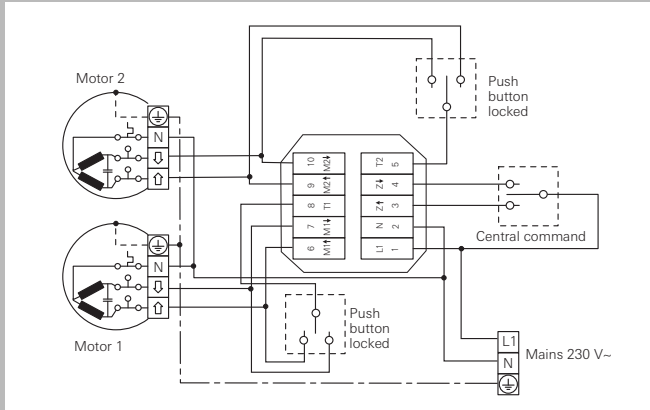 Motor 2
N
Push
button
locked
10 M2↓
9 M2↑
8 T1
7 M1↓
6 M1↑
T2 5
Z↓ 4
Z↑ 3
N 2
L1 1
Central command
N
Motor 1
Push
button
locked
L1
N
Mains 230 V~